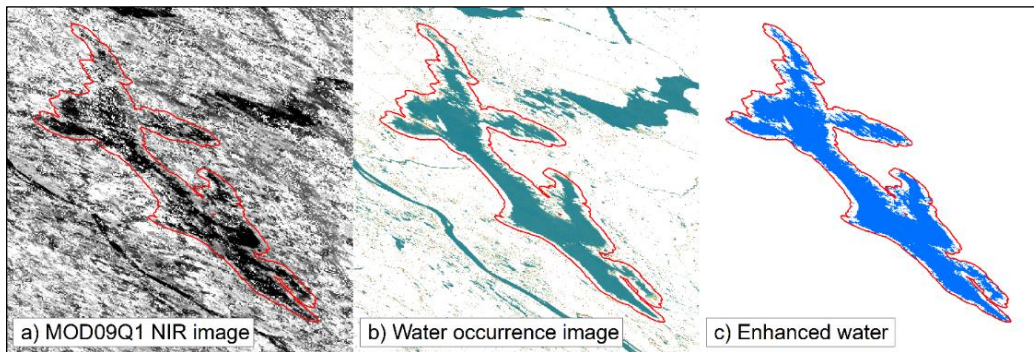 a) MOD09Q1 NIR image
b) Water occurrence image
c) Enhanced water